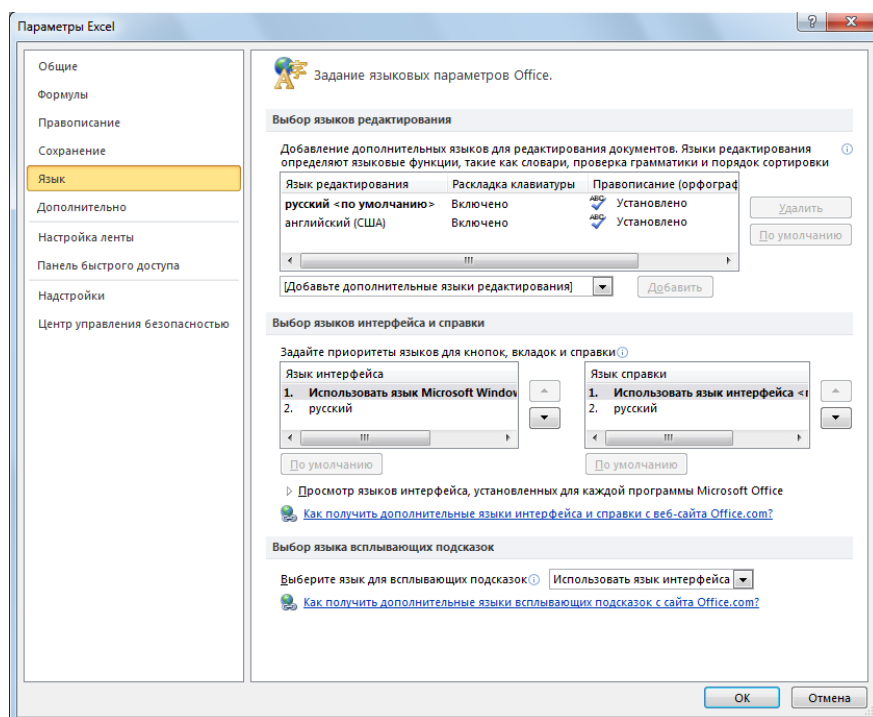 Параметры Excel
Общие
Формулы
Правописание
Сохранение
Язык
Дополнительно
Настройка ленты
Панель быстрого доступа
Надстройки
Центр управления безопасностью
Задание языковых параметров Office.
Выбор языков редактирования
Добавление дополнительных языков для редактирования документов. Языки редактирования
определяют языковые функции, такие как словари, проверка грамматики и порядок сортировки
Язык редактирования Раскладка клавиатуры Правописание (орфограф
русский <по умолчанию> Включено ABC Установлено
английский (США) Включено ABC Установлено
Удалить
По умолчанию
[Добавьте дополнительные языки редактирования] Добавить
Выбор языков интерфейса и справки
Задайте приоритеты языков для кнопок, вкладок и справки
Язык интерфейса
1. Использовать язык Microsoft Window
2. русский
По умолчанию
Язык справки
1. Использовать язык интерфейса <г
2. русский
По умолчанию
Просмотр языков интерфейса, установленных для каждой программы Microsoft Office
Как получить дополнительные языки интерфейса и справки с веб-сайта Office.com?
Выбор языка всплывающих подсказок
Выберите язык для всплывающих подсказок Использовать язык интерфейса
Как получить дополнительные языки всплывающих подсказок с сайта Office.com?
ОК Отмена